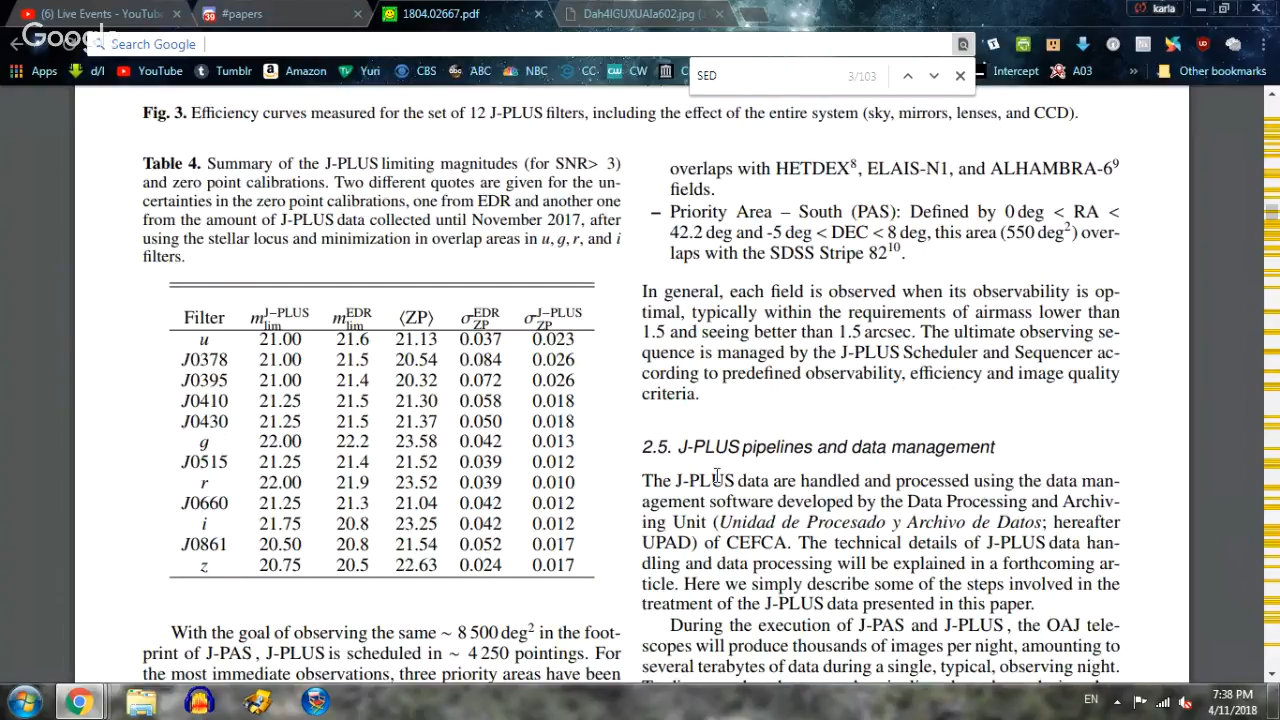 Live Events - YouTube
#papers
1804.02667.pdf
Dah4IGUXUAIa602.jpg (
karla
Google
Search Google
Apps
d/l
YouTube
Tumblr
Amazon
Yuri
CBS
ABC
NBC
CC
CW
Intercept
A03
»
Other bookmarks
SED
3/103
Fig. 3. Efficiency curves measured for the set of 12 J-PLUS filters, including the effect of the entire system (sky, mirrors, lenses, and CCD).
Table 4. Summary of the J-PLUS limiting magnitudes (for SNR> 3)
and zero point calibrations. Two different quotes are given for the un-
certainties in the zero point calibrations, one from EDR and another one
from the amount of J-PLUS data collected until November 2017, after
using the stellar locus and minimization in overlap areas in u, g, r, and i
filters.
Filter m_lim^J-PLUS m_lim^EDR ⟨ZP⟩ σ_ZP^EDR σ_ZP^J-PLUS
u 21.00 21.6 21.13 0.037 0.023
J0378 21.00 21.5 20.54 0.084 0.026
J0395 21.00 21.4 20.32 0.072 0.026
J0410 21.25 21.5 21.30 0.058 0.018
J0430 21.25 21.5 21.37 0.050 0.018
g 22.00 22.2 23.58 0.042 0.013
J0515 21.25 21.4 21.52 0.039 0.012
r 22.00 21.9 23.52 0.039 0.010
J0660 21.25 21.3 21.04 0.042 0.012
i 21.75 20.8 23.25 0.042 0.012
J0861 20.50 20.8 21.54 0.052 0.017
z 20.75 20.5 22.63 0.024 0.017
With the goal of observing the same ~ 8 500 deg² in the foot-
print of J-PAS , J-PLUS is scheduled in ~ 4 250 pointings. For
the most immediate observations, three priority areas have been
overlaps with HETDEX⁸, ELAIS-N1, and ALHAMBRA-6⁹
fields.
– Priority Area – South (PAS): Defined by 0 deg < RA <
42.2 deg and -5 deg < DEC < 8 deg, this area (550 deg²) over-
laps with the SDSS Stripe 82¹⁰.
In general, each field is observed when its observability is op-
timal, typically within the requirements of airmass lower than
1.5 and seeing better than 1.5 arcsec. The ultimate observing se-
quence is managed by the J-PLUS Scheduler and Sequencer ac-
cording to predefined observability, efficiency and image quality
criteria.
2.5. J-PLUS pipelines and data management
The J-PLUS data are handled and processed using the data man-
agement software developed by the Data Processing and Archiv-
ing Unit (Unidad de Procesado y Archivo de Datos; hereafter
UPAD) of CEFCA. The technical details of J-PLUS data han-
dling and data processing will be explained in a forthcoming ar-
ticle. Here we simply describe some of the steps involved in the
treatment of the J-PLUS data presented in this paper.
During the execution of J-PAS and J-PLUS , the OAJ tele-
scopes will produce thousands of images per night, amounting to
several terabytes of data during a single, typical, observing night.
EN
7:38 PM
4/11/2018